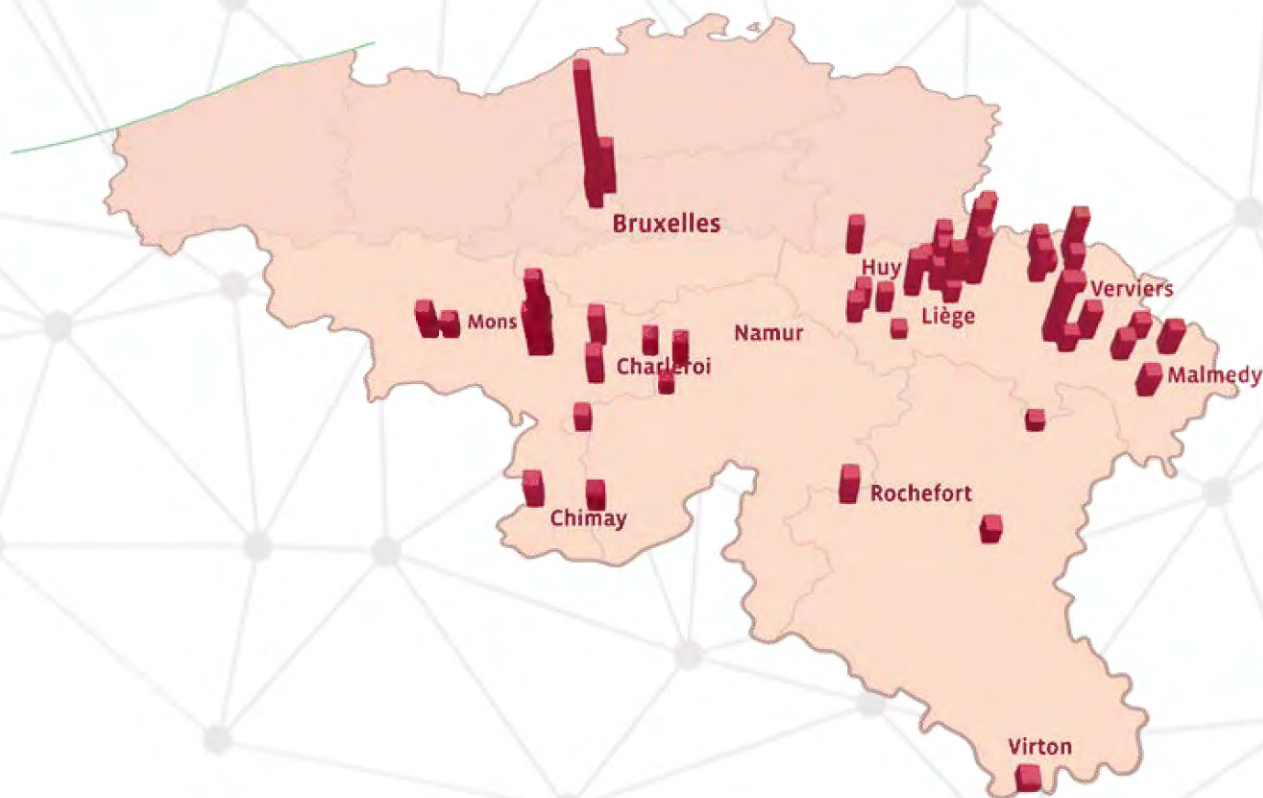 Bruxelles
Huy
Verviers
Mons
Liège
Namur
Charleroi
Malmedy
Rochefort
Chimay
Virton